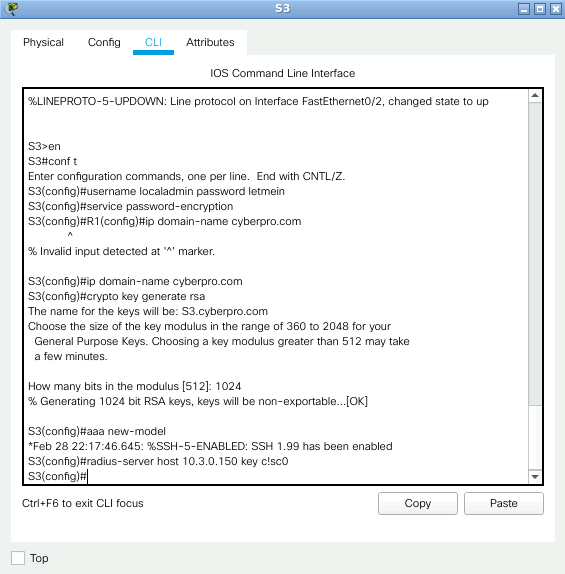 S3
Physical Config CLI Attributes
IOS Command Line Interface
%LINEPROTO-5-UPDOWN: Line protocol on Interface FastEthernet0/2, changed state to up
S3>en
S3#conf t
Enter configuration commands, one per line.  End with CNTL/Z.
S3(config)#username localadmin password letmein
S3(config)#service password-encryption
S3(config)#R1(config)#ip domain-name cyberpro.com
^
% Invalid input detected at '^' marker.
S3(config)#ip domain-name cyberpro.com
S3(config)#crypto key generate rsa
The name for the keys will be: S3.cyberpro.com
Choose the size of the key modulus in the range of 360 to 2048 for your
General Purpose Keys. Choosing a key modulus greater than 512 may take
a few minutes.
How many bits in the modulus [512]: 1024
% Generating 1024 bit RSA keys, keys will be non-exportable...[OK]
S3(config)#aaa new-model
*Feb 28 22:17:46.645: %SSH-5-ENABLED: SSH 1.99 has been enabled
S3(config)#radius-server host 10.3.0.150 key c!sc0
S3(config)#
Ctrl+F6 to exit CLI focus
Copy Paste
Top